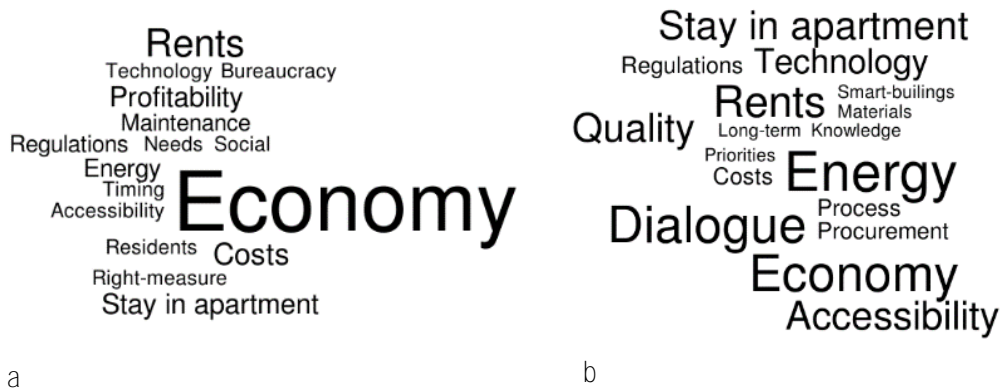 Rents
Technology Bureaucracy
Profitability
Maintenance
Regulations Needs Social
Energy
Timing
Accessibility
Economy
Residents Costs
Right-measure
Stay in apartment
a
Stay in apartment
Regulations Technology
Rents Smart-builings
Materials
Quality
Long-term Knowledge
Priorities
Costs
Energy
Dialogue
Process
Procurement
Economy
Accessibility
b